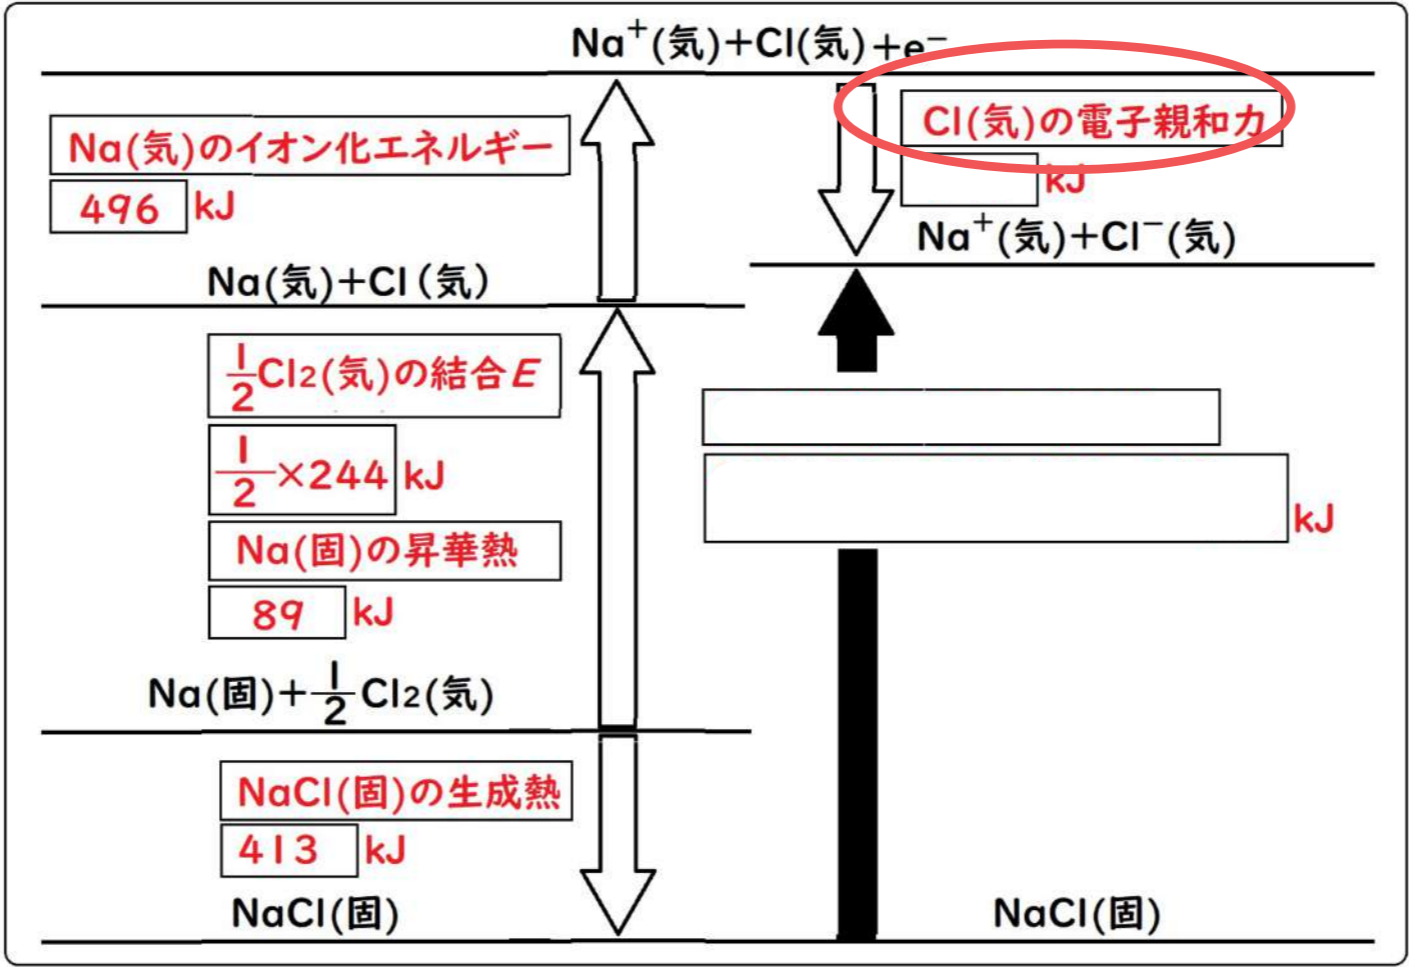 Na⁺(気)+Cl(気)+e⁻
Cl(気)の電子親和力
kJ
Na(気)のイオン化エネルギー
496 kJ
Na⁺(気)+Cl⁻(気)
Na(気)+Cl(気)
1/2Cl2(気)の結合E
1/2×244 kJ
kJ
Na(固)の昇華熱
89 kJ
Na(固)+1/2Cl2(気)
NaCl(固)の生成熱
413 kJ
NaCl(固)
NaCl(固)